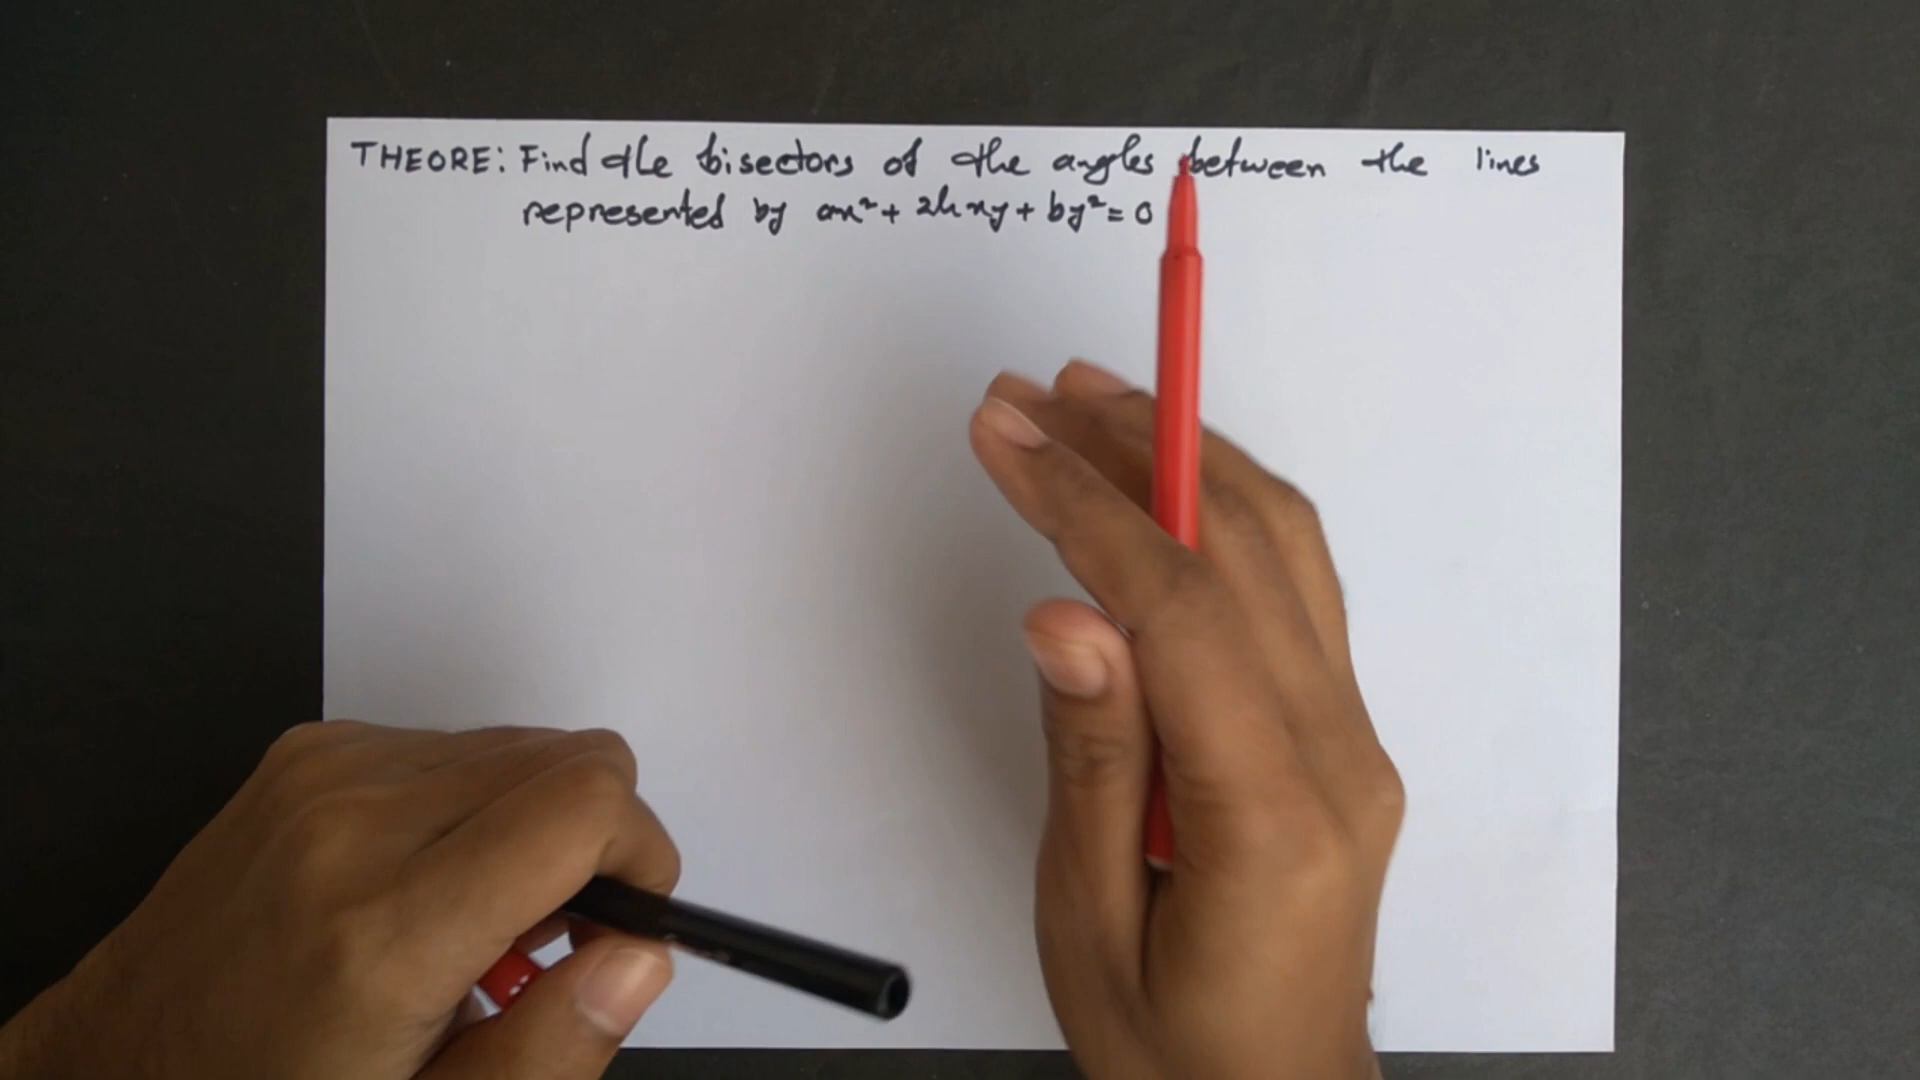 THEORE: Find the bisectors of the angles between the lines
represented by ax²+ 2hxy + by² = 0